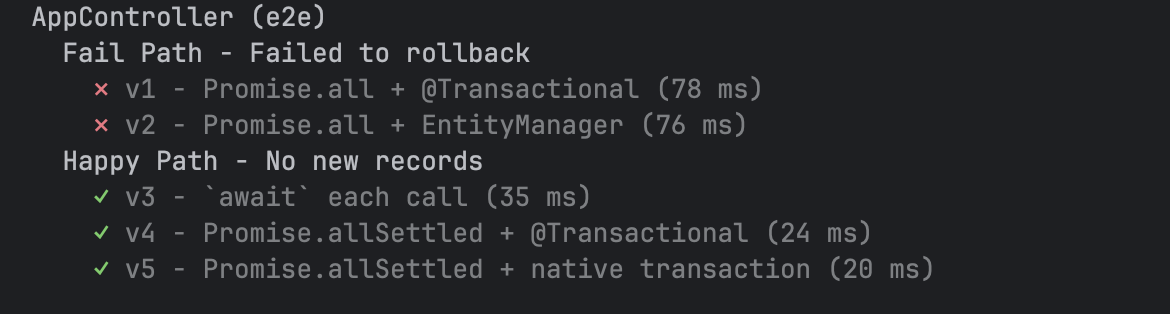 AppController (e2e)
Fail Path - Failed to rollback
✕ v1 - Promise.all + @Transactional (78 ms)
✕ v2 - Promise.all + EntityManager (76 ms)
Happy Path - No new records
✓ v3 - `await` each call (35 ms)
✓ v4 - Promise.allSettled + @Transactional (24 ms)
✓ v5 - Promise.allSettled + native transaction (20 ms)